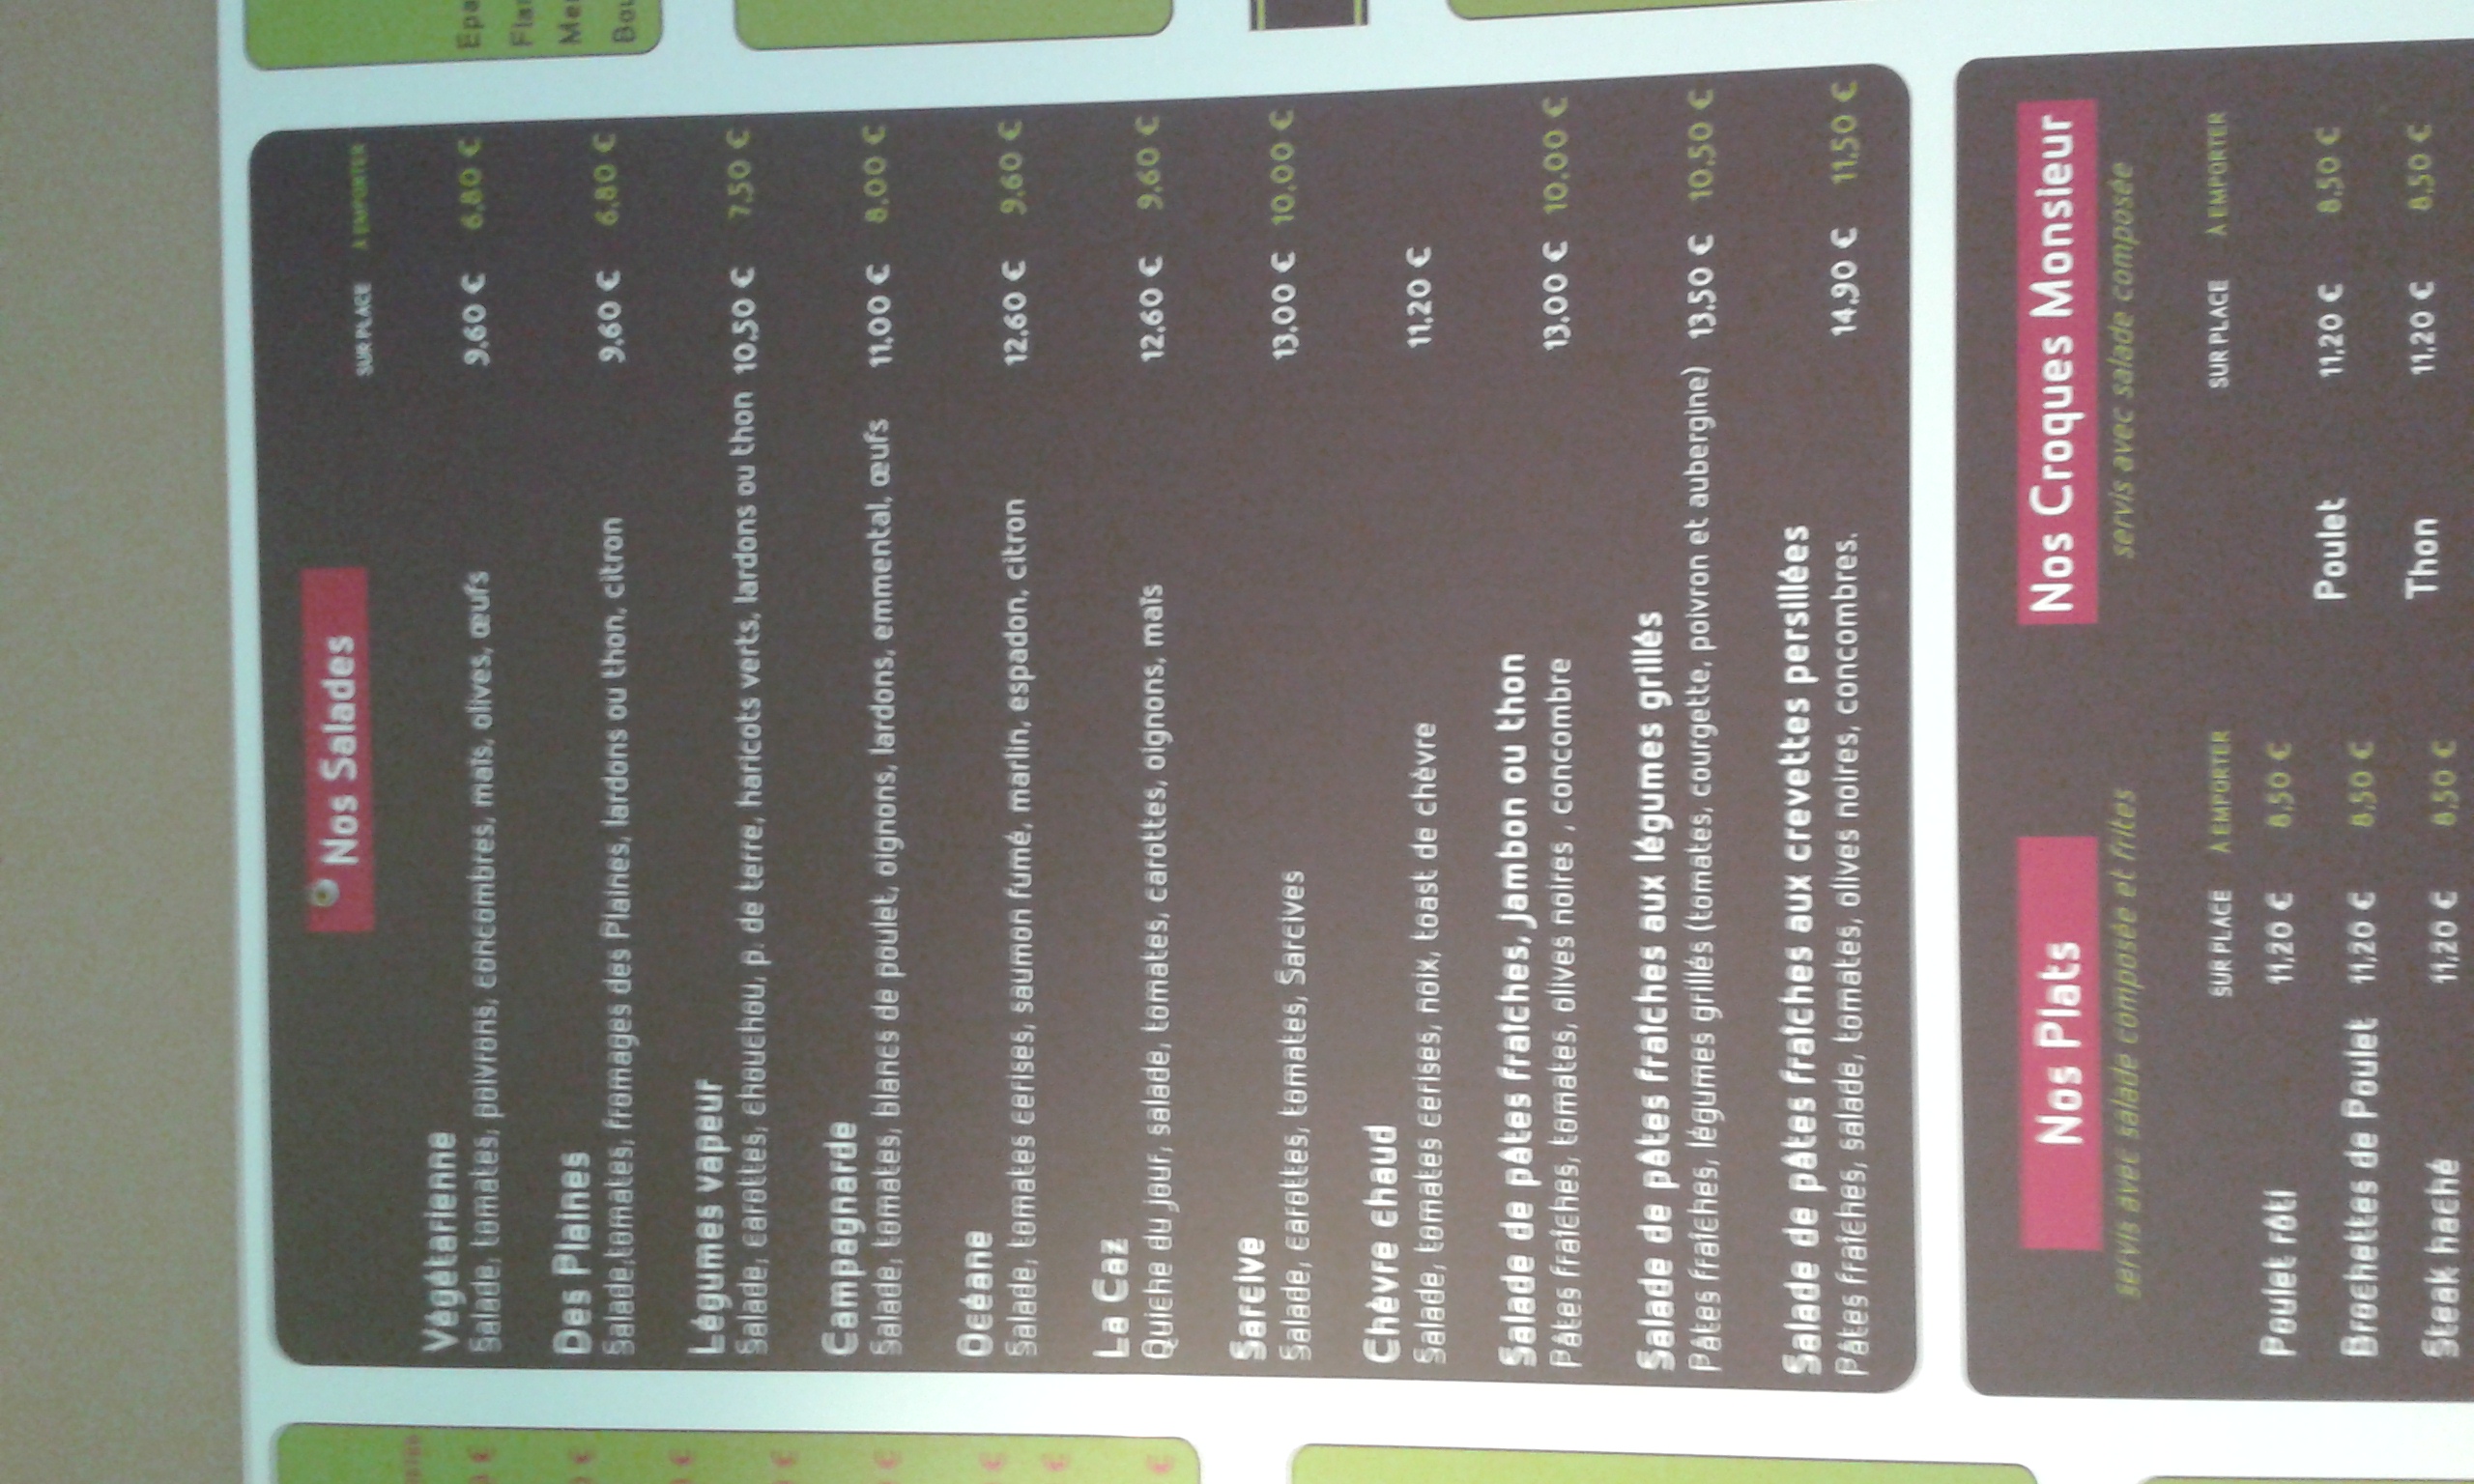 Nos Salades
SUR PLACE À EMPORTER
Végétarienne
Salade, tomates, poivrons, concombres, maïs, olives, œufs 9,60 € 6,80 €
Des Plaines
Salade,tomates, fromages des Plaines, lardons ou thon, citron 9,60 € 6,80 €
Légumes vapeur
Salade, carottes, chouchou, p. de terre, haricots verts, lardons ou thon 10,50 € 7,50 €
Campagnarde
Salade, tomates, blancs de poulet, oignons, lardons, emmental, œufs 11,00 € 8,00 €
Océane
Salade, tomates cerises, saumon fumé, marlin, espadon, citron 12,60 € 9,60 €
La Caz
Quiche du jour, salade, tomates, carottes, oignons, maïs 12,60 € 9,60 €
Sarcive
Salade, carottes, tomates, Sarcives 13,00 € 10,00 €
Chèvre chaud
Salade, tomates cerises, noix, toast de chèvre 11,20 €
Salade de pâtes fraîches, jambon ou thon
Pâtes fraîches, tomates, olives noires , concombre 13,00 € 10,00 €
Salade de pâtes fraîches aux légumes grillés
Pâtes fraîches, légumes grillés (tomates, courgette, poivron et aubergine) 13,50 € 10,50 €
Salade de pâtes fraîches aux crevettes persillées
Pâtes fraîches, salade, tomates, olives noires, concombres. 14,90 € 11,50 €
Nos Plats
servis avec salade composée et frites
SUR PLACE À EMPORTER
Poulet rôti 11,20 € 8,50 €
Brochettes de Poulet 11,20 € 8,50 €
Steak haché 11,20 € 8,50 €
Nos Croques Monsieur
servis avec salade composée
SUR PLACE À EMPORTER
Poulet 11,20 € 8,50 €
Thon 11,20 € 8,50 €